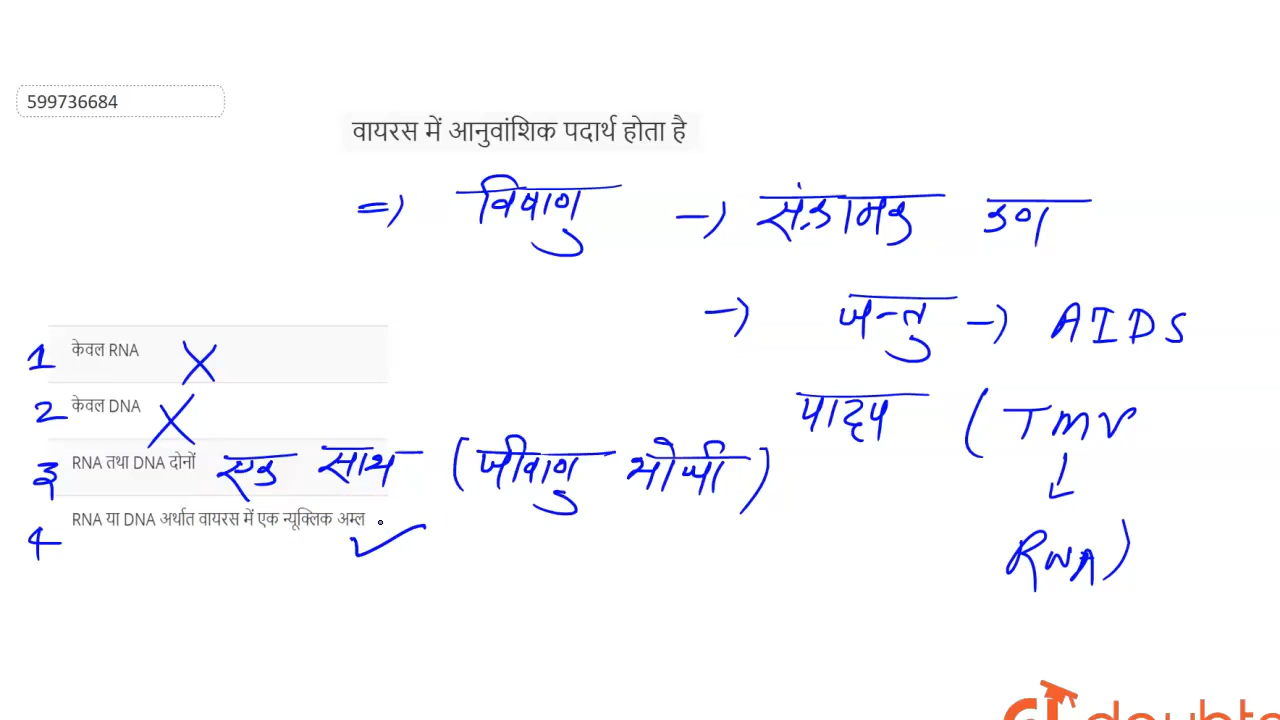 599736684
वायरस में आनुवांशिक पदार्थ होता है
=> विषाणु -> संक्रामक कण
-> जन्तु -> AIDS
1 केवल RNA X
2 केवल DNA X
पादप ( TMV
3 RNA तथा DNA दोनों एक साथ (जीवाणु भोजी)
4 RNA या DNA अर्थात वायरस में एक न्यूक्लिक अम्ल ✓
RNA )
doubt